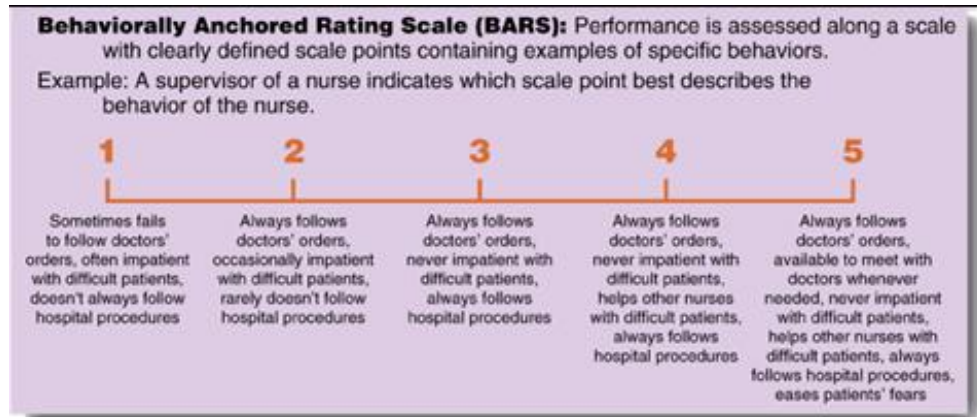 Behaviorally Anchored Rating Scale (BARS): Performance is assessed along a scale
with clearly defined scale points containing examples of specific behaviors.
Example: A supervisor of a nurse indicates which scale point best describes the
behavior of the nurse.
1 2 3 4 5
Sometimes fails
to follow doctors'
orders, often impatient
with difficult patients,
doesn't always follow
hospital procedures
Always follows
doctors' orders,
occasionally impatient
with difficult patients,
rarely doesn't follow
hospital procedures
Always follows
doctors' orders,
never impatient with
difficult patients,
always follows
hospital procedures
Always follows
doctors' orders,
never impatient with
difficult patients,
helps other nurses
with difficult patients,
always follows
hospital procedures
Always follows
doctors' orders,
available to meet with
doctors whenever
needed, never impatient
with difficult patients,
helps other nurses with
difficult patients, always
follows hospital procedures,
eases patients' fears